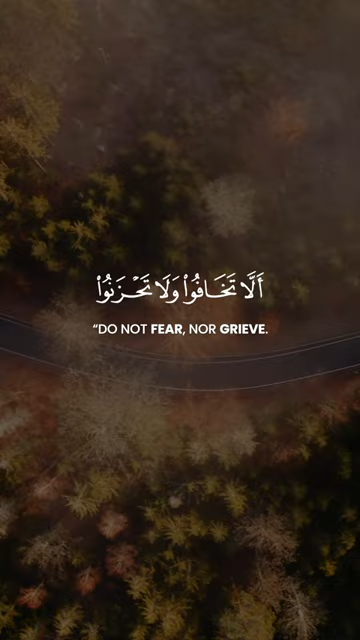 أَلَّا تَخَافُوا۟ وَلَا تَحْزَنُوا۟
“DO NOT FEAR, NOR GRIEVE.